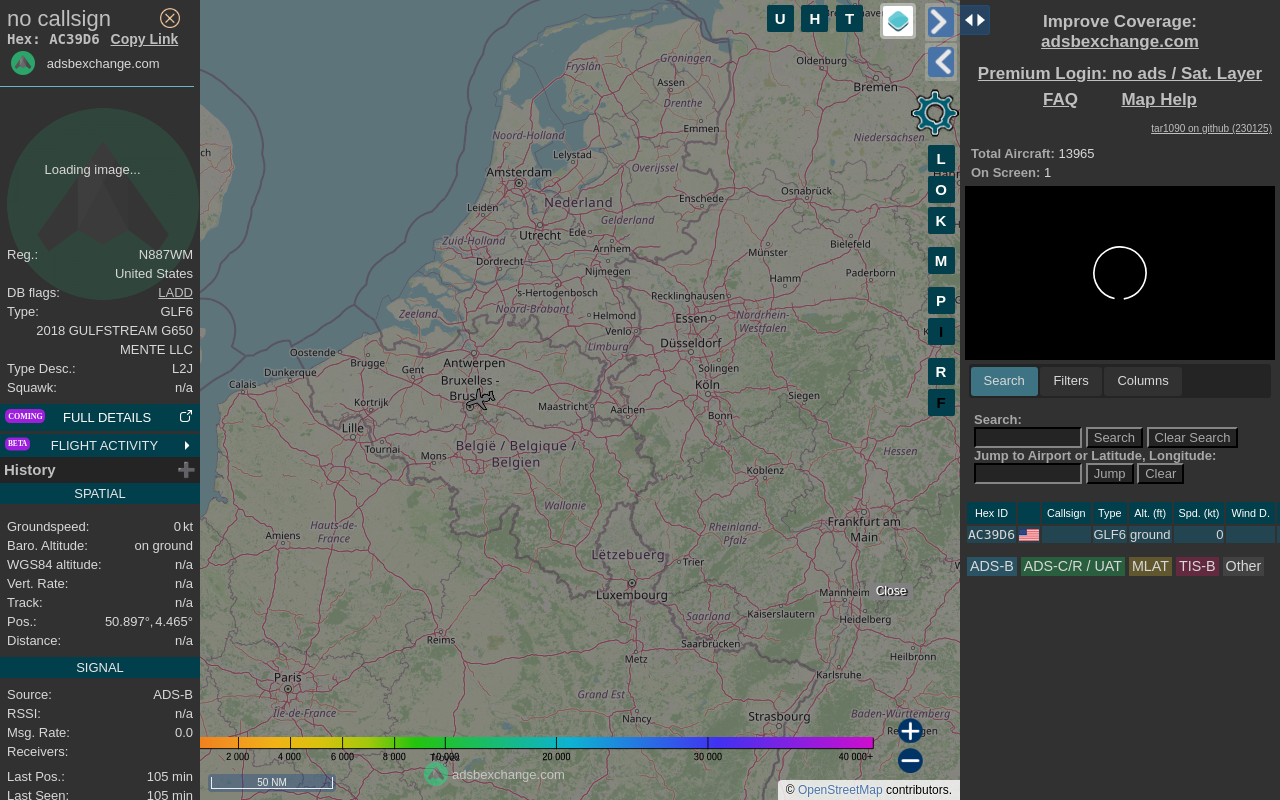 no callsign
Hex: AC39D6 Copy Link
adsbexchange.com
Loading image...
Reg.: N887WM
United States
DB flags: LADD
Type: GLF6
2018 GULFSTREAM G650
MENTE LLC
Type Desc.: L2J
Squawk: n/a
COMING FULL DETAILS
BETA FLIGHT ACTIVITY
History
SPATIAL
Groundspeed: 0 kt
Baro. Altitude: on ground
WGS84 altitude: n/a
Vert. Rate: n/a
Track: n/a
Pos.: 50.897°, 4.465°
Distance: n/a
SIGNAL
Source: ADS-B
RSSI: n/a
Msg. Rate: 0.0
Receivers:
Last Pos.: 105 min
Last Seen: 105 min
U H T
L
O
K
M
P
I
R
F
Groningen
Fryslân
Assen
Drenthe
Oldenburg
Bremen
Emmen
Noord-Holland
Niedersachsen
Lelystad
Overijssel
Amsterdam
Osnabrück
Nederland
Enschede
Leiden
Gelderland
Utrecht
Ede
Zuid-Holland
Arnhem
Münster
Bielefeld
Dordrecht
Nijmegen
Hamm
Paderborn
's-Hertogenbosch
Recklinghausen
Noord-Brabant
Zeeland
Helmond
Essen
Nordrhein-
Westfalen
Venlo
Limburg
Düsseldorf
Oostende
Brugge
Antwerpen
Gent
Solingen
Dunkerque
Calais
Bruxelles -
Köln
Kortrijk
Maastricht
Aachen
Siegen
Bonn
Lille
Tournai
Mons
België / Belgique /
Belgien
Hessen
Koblenz
Wallonie
Hauts-de-
France
Amiens
Rheinland-
Pfalz
Frankfurt am
Main
Lëtzebuerg
Trier
Luxembourg
Mannheim
Close
Saarland
Kaiserslautern
Heidelberg
Reims
Saarbrücken
Metz
Heilbronn
Karlsruhe
Paris
Grand Est
Île-de-France
Nancy
Strasbourg
Baden-Württemberg
2 000 4 000 6 000 8 000 10 000 20 000 30 000 40 000+
adsbexchange.com
50 NM
© OpenStreetMap contributors.
Improve Coverage:
adsbexchange.com
Premium Login: no ads / Sat. Layer
FAQ Map Help
tar1090 on github (230125)
Total Aircraft: 13965
On Screen: 1
Search Filters Columns
Search:
Search Clear Search
Jump to Airport or Latitude, Longitude:
Jump Clear
Hex ID Callsign Type Alt. (ft) Spd. (kt) Wind D.
AC39D6 GLF6 ground 0
ADS-B ADS-C/R / UAT MLAT TIS-B Other